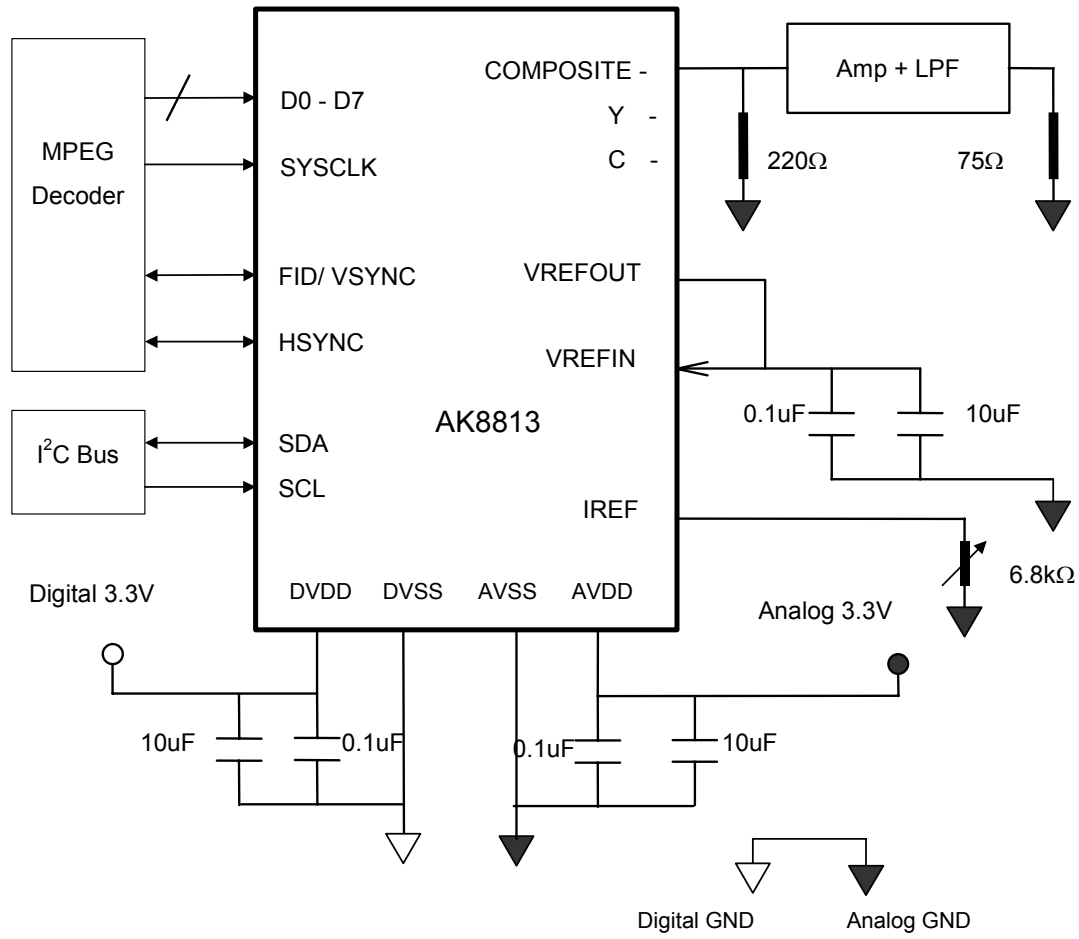 MPEG
Decoder
I²C Bus
D0 - D7
SYSCLK
FID/ VSYNC
HSYNC
SDA
SCL
AK8813
COMPOSITE -
Y -
C -
VREFOUT
VREFIN
IREF
DVDD DVSS AVSS AVDD
Amp + LPF
220Ω
75Ω
0.1uF
10uF
6.8kΩ
Digital 3.3V
Analog 3.3V
10uF
0.1uF
0.1uF
10uF
Digital GND
Analog GND